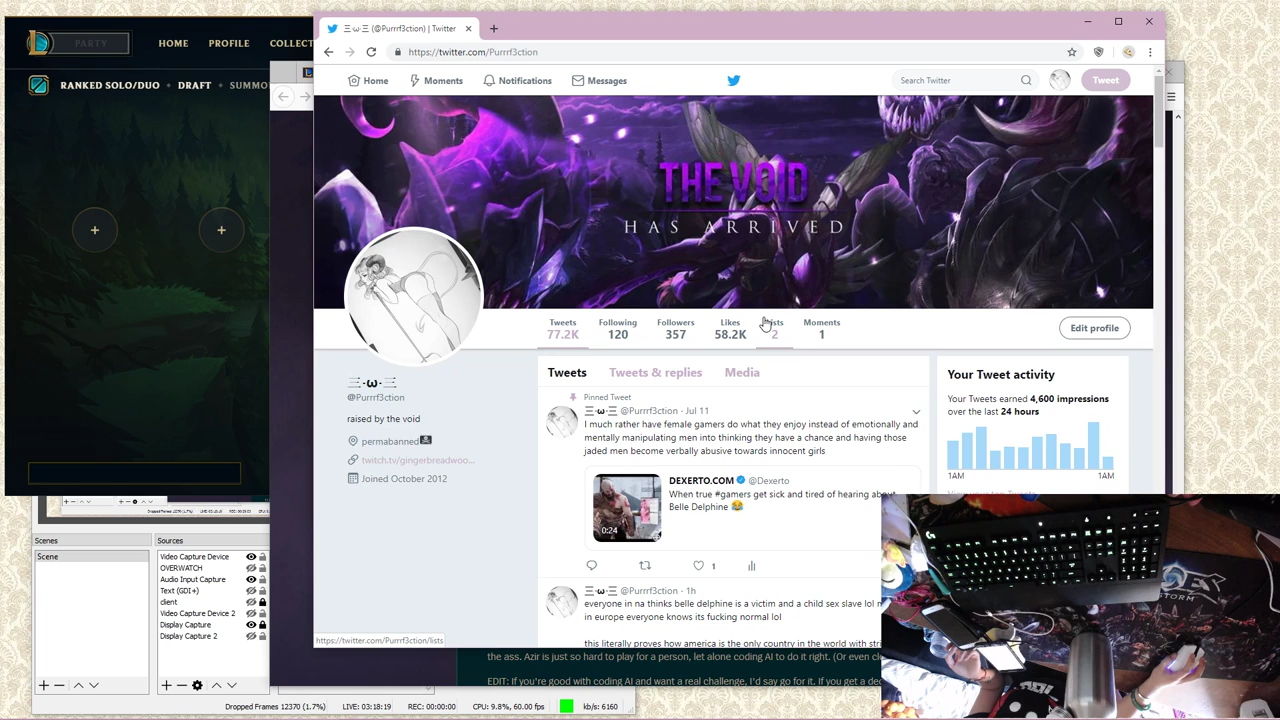 PARTY
HOME
PROFILE
COLLECT
RANKED SOLO/DUO • DRAFT • SUMMO
三·ω·三 (@Purrrf3ction) | Twitter
https://twitter.com/Purrrf3ction
Home
Moments
Notifications
Messages
Search Twitter
Tweet
THE VOID
HAS ARRIVED
Tweets
Following
Followers
Likes
Lists
Moments
77.2K
120
357
58.2K
2
1
Edit profile
三·ω·三
@Purrrf3ction
raised by the void
permabanned
twitch.tv/gingerbreadwoo...
Joined October 2012
Tweets
Tweets & replies
Media
Pinned Tweet
三·ω·三 @Purrrf3ction · Jul 11
I much rather have female gamers do what they enjoy instead of emotionally and
mentally manipulating men into thinking they have a chance and having those
jaded men become verbally abusive towards innocent girls
DEXERTO.COM @Dexerto
When true #gamers get sick and tired of hearing about
Belle Delphine 😂
0:24
1
三·ω·三 @Purrrf3ction · 1h
everyone in na thinks belle delphine is a victim and a child sex slave lol m
in europe everyone knows its fucking normal lol
this literally proves how america is the only country in the world with stri
Your Tweet activity
Your Tweets earned 4,600 impressions
over the last 24 hours
1AM
1AM
https://twitter.com/Purrrf3ction/lists
the ass. Azir is just so hard to play for a person, let alone coding AI to do it right. (Or even cl
EDIT: If you're good with coding AI and want a real challenge, I'd say go for it. If you get a dec
Scenes
Scene
Sources
Video Capture Device
OVERWATCH
Audio Input Capture
Text (GDI+)
client
Video Capture Device 2
Display Capture
Display Capture 2
Dropped Frames 12370 (1.7%)
LIVE: 03:18:19
REC: 00:00:00
CPU: 9.8%, 60.00 fps
kb/s: 6160
STORM